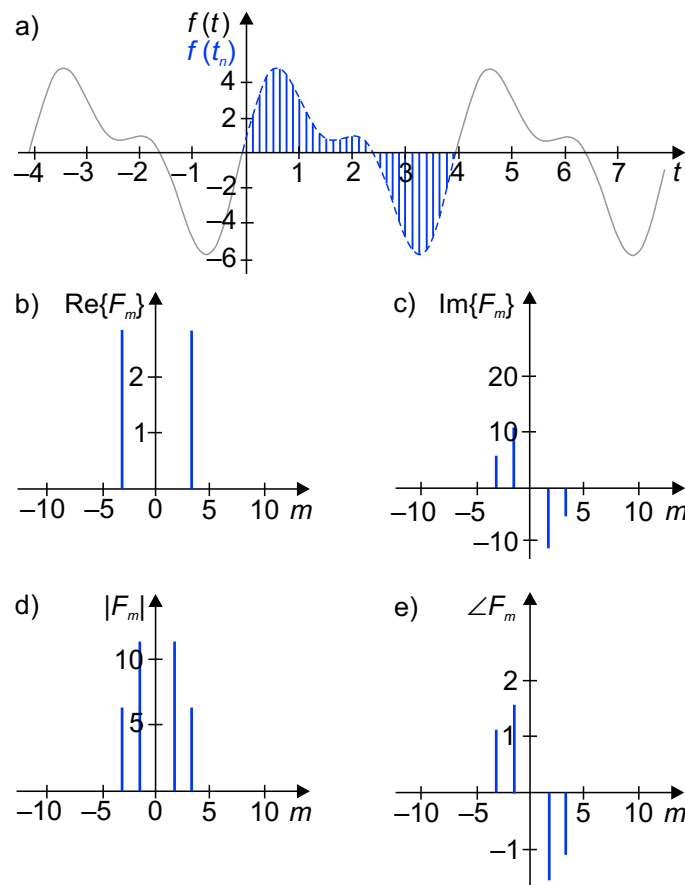 a)
f (t)
f (tₙ)
4
2
–4 –3 –2 –1 0 1 2 3 4 5 6 7 t
–2
–4
–6
b) Re{Fₘ}
2
1
–10 –5 0 5 10 m
c) Im{Fₘ}
20
10
–10 –5 5 10 m
–10
d) |Fₘ|
10
5
–10 –5 0 5 10 m
e) ∠Fₘ
2
1
–10 –5 5 10 m
–1